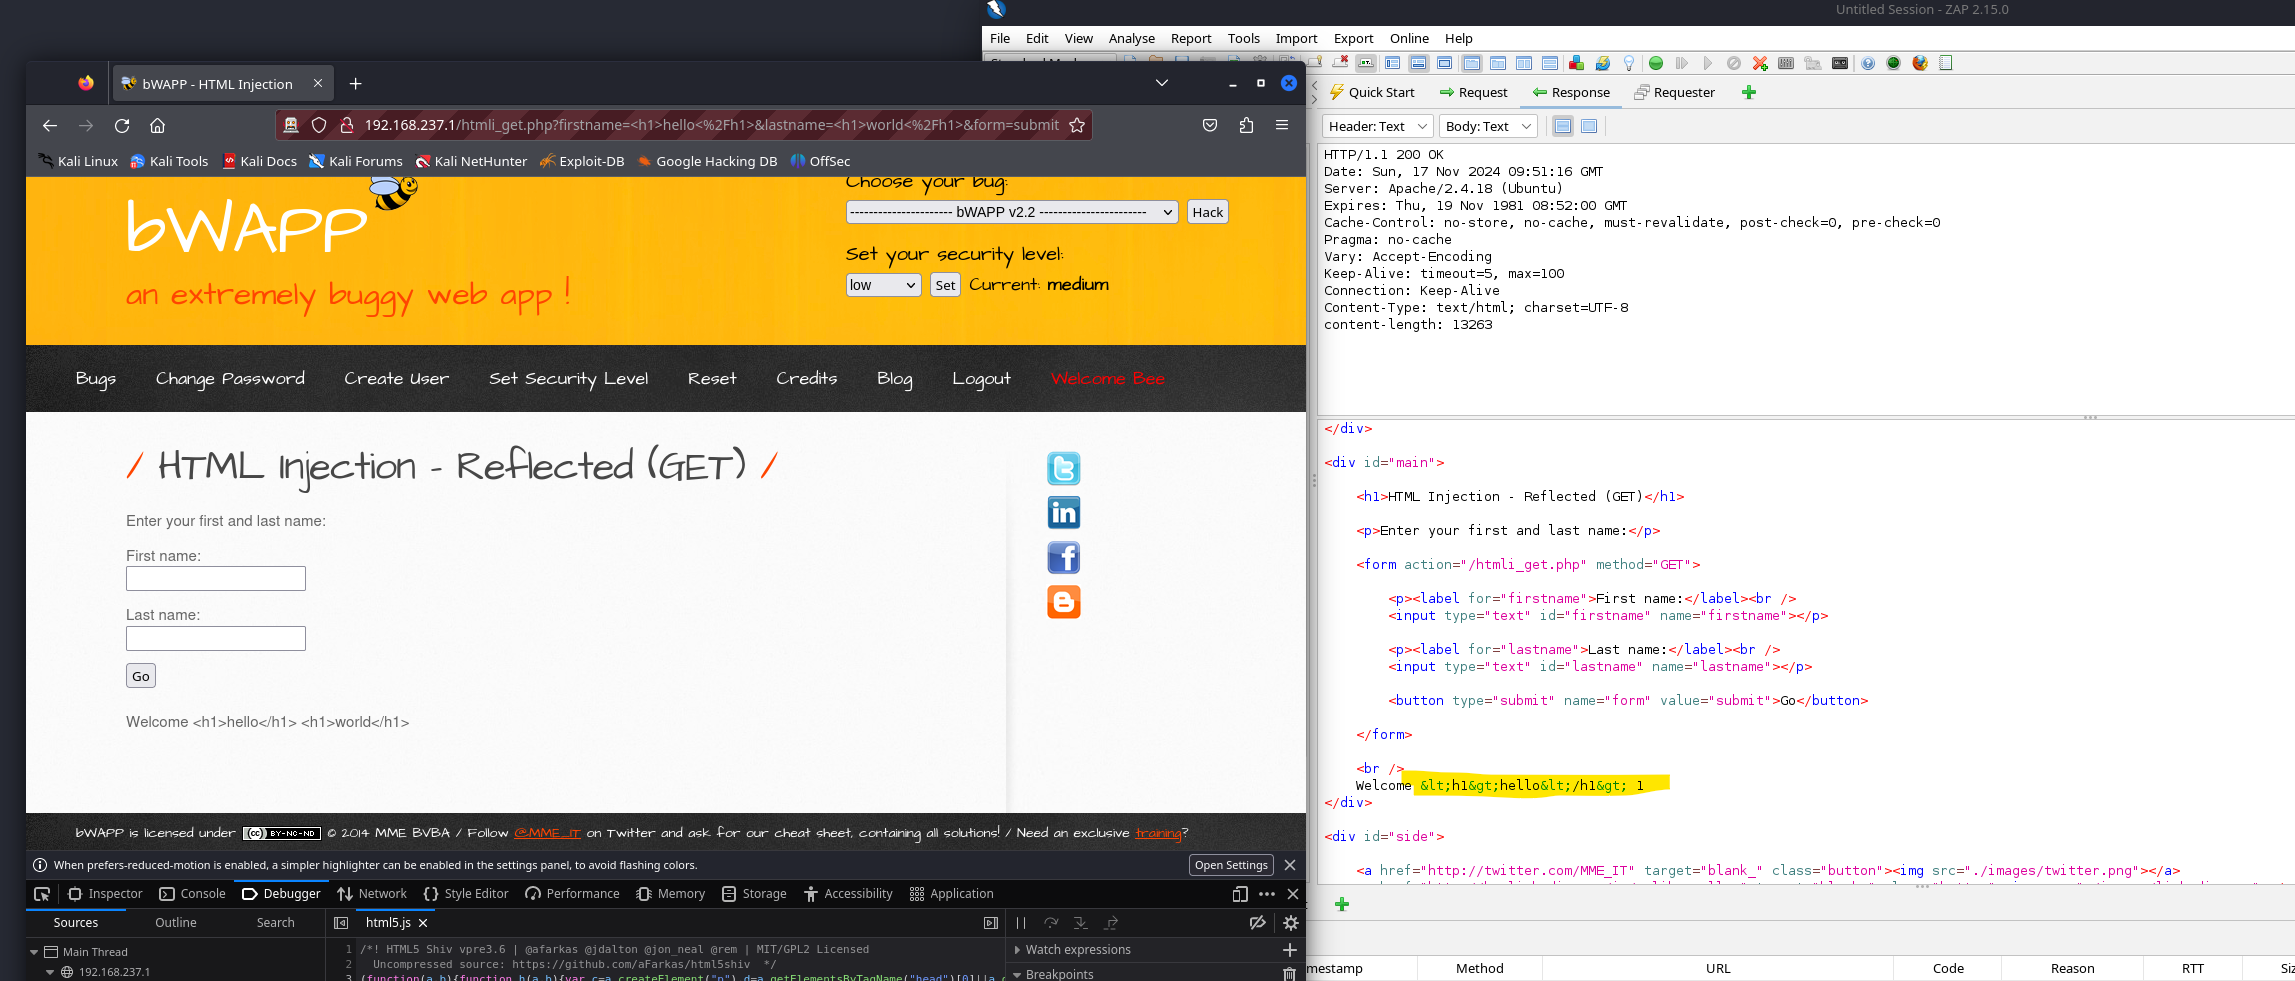 Untitled Session - ZAP 2.15.0
File Edit View Analyse Report Tools Import Export Online Help
bWAPP - HTML Injection
192.168.237.1/htmli_get.php?firstname=<h1>hello<%2Fh1>&lastname=<h1>world<%2Fh1>&form=submit
Kali Linux Kali Tools Kali Docs Kali Forums Kali NetHunter Exploit-DB Google Hacking DB OffSec
Choose your bug:
---------------------- bWAPP v2.2 ----------------------- Hack
bWAPP
Set your security level:
low Set Current: medium
an extremely buggy web app !
Bugs Change Password Create User Set Security Level Reset Credits Blog Logout Welcome Bee
/ HTML Injection - Reflected (GET) /
Enter your first and last name:
First name:
Last name:
Go
Welcome <h1>hello</h1> <h1>world</h1>
bWAPP is licensed under (cc) BY-NC-ND © 2014 MME BVBA / Follow @MME_IT on Twitter and ask for our cheat sheet, containing all solutions! / Need an exclusive training?
When prefers-reduced-motion is enabled, a simpler highlighter can be enabled in the settings panel, to avoid flashing colors. Open Settings
Inspector Console Debugger Network Style Editor Performance Memory Storage Accessibility Application
Sources Outline Search html5.js
Main Thread
192.168.237.1
1 /*! HTML5 Shiv vpre3.6 | @afarkas @jdalton @jon_neal @rem | MIT/GPL2 Licensed
2 Uncompressed source: https://github.com/aFarkas/html5shiv */
3
Watch expressions
Breakpoints
Quick Start Request Response Requester
Header: Text Body: Text
HTTP/1.1 200 OK
Date: Sun, 17 Nov 2024 09:51:16 GMT
Server: Apache/2.4.18 (Ubuntu)
Expires: Thu, 19 Nov 1981 08:52:00 GMT
Cache-Control: no-store, no-cache, must-revalidate, post-check=0, pre-check=0
Pragma: no-cache
Vary: Accept-Encoding
Keep-Alive: timeout=5, max=100
Connection: Keep-Alive
Content-Type: text/html; charset=UTF-8
content-length: 13263
</div>
<div id="main">
<h1>HTML Injection - Reflected (GET)</h1>
<p>Enter your first and last name:</p>
<form action="/htmli_get.php" method="GET">
<p><label for="firstname">First name:</label><br />
<input type="text" id="firstname" name="firstname"></p>
<p><label for="lastname">Last name:</label><br />
<input type="text" id="lastname" name="lastname"></p>
<button type="submit" name="form" value="submit">Go</button>
</form>
<br />
Welcome &lt;h1&gt;hello&lt;/h1&gt; 1
</div>
<div id="side">
<a href="http://twitter.com/MME_IT" target="blank_" class="button"><img src="./images/twitter.png"></a>
Method URL Code Reason RTT